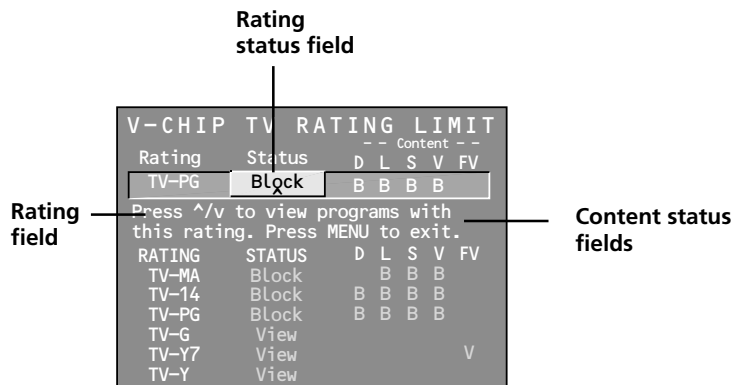 Rating
status field
V-CHIP TV RATING LIMIT
-- Content --
Rating Status D L S V FV
TV-PG Block B B B B
^
Press ^/v to view programs with
this rating. Press MENU to exit.
Rating
field
Content status
fields
RATING STATUS D L S V FV
TV-MA Block B B B
TV-14 Block B B B B
TV-PG Block B B B B
TV-G View
TV-Y7 View V
TV-Y View